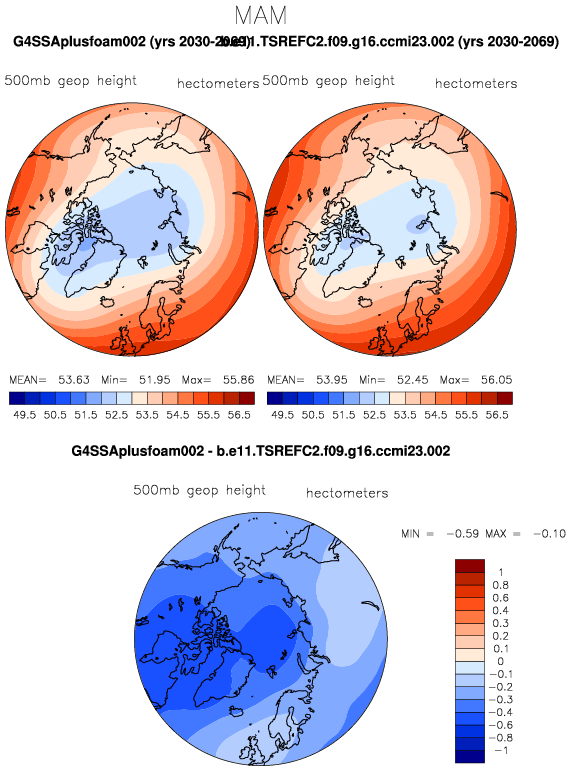 MAM
G4SSAplusfoam002 (yrs 2030-2069) b.e11.TSREFC2.f09.g16.ccmi23.002 (yrs 2030-2069)
500mb geop height hectometers 500mb geop height hectometers
MEAN= 53.63 Min= 51.95 Max= 55.86 MEAN= 53.95 Min= 52.45 Max= 56.05
49.5 50.5 51.5 52.5 53.5 54.5 55.5 56.5 49.5 50.5 51.5 52.5 53.5 54.5 55.5 56.5
G4SSAplusfoam002 - b.e11.TSREFC2.f09.g16.ccmi23.002
500mb geop height hectometers
MIN = -0.59 MAX = -0.10
1
0.8
0.6
0.4
0.3
0.2
0.1
0
-0.1
-0.2
-0.3
-0.4
-0.6
-0.8
-1